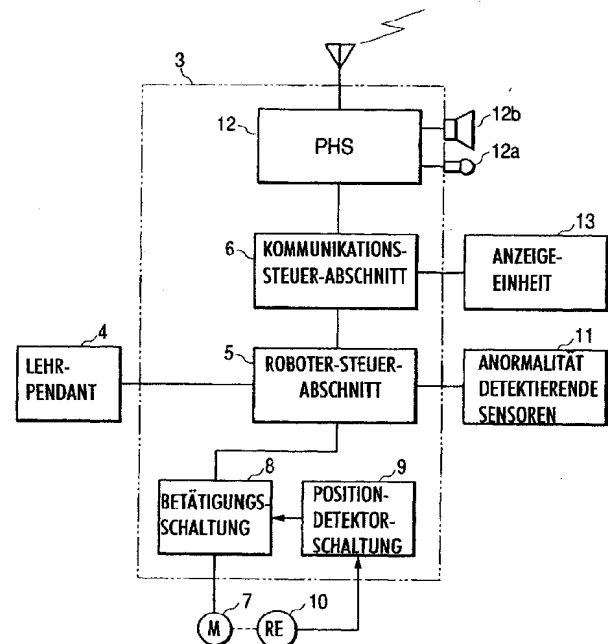 3
12
PHS
12b
12a
6
KOMMUNIKATIONS-
STEUER-ABSCHNITT
13
ANZEIGE-
EINHEIT
4
LEHR-
PENDANT
5
ROBOTER-STEUER-
ABSCHNITT
11
ANORMALITÄT
DETEKTIERENDE
SENSOREN
8
BETÄTIGUNGS-
SCHALTUNG
9
POSITION-
DETEKTOR-
SCHALTUNG
7
M
10
RE